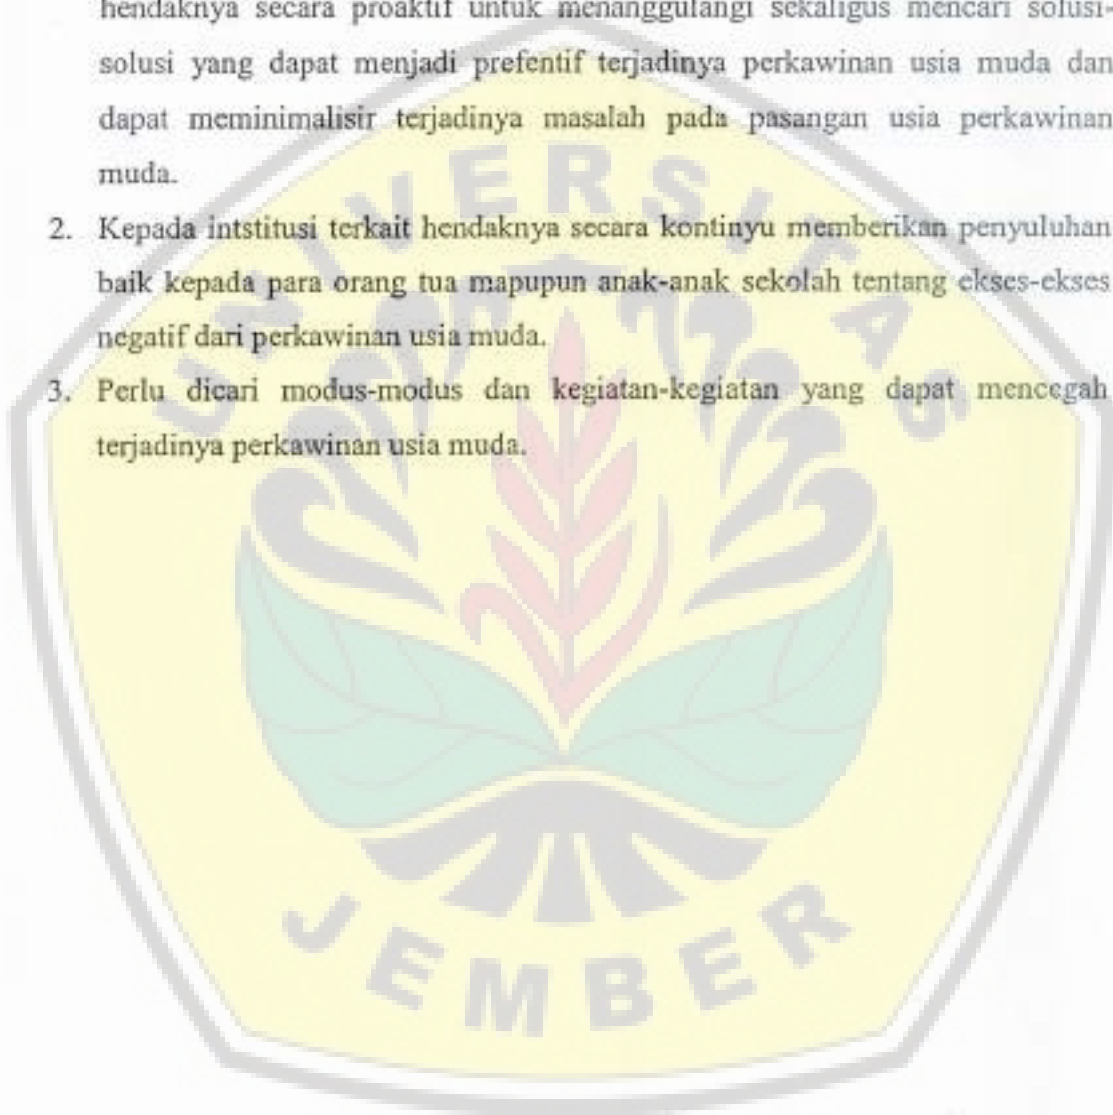 hendaknya secara proaktif untuk menanggulangi sekaligus mencari solusi-
solusi yang dapat menjadi prefentif terjadinya perkawinan usia muda dan
dapat meminimalisir terjadinya masalah pada pasangan usia perkawinan
muda.
2. Kepada intstitusi terkait hendaknya secara kontinyu memberikan penyuluhan
baik kepada para orang tua mapupun anak-anak sekolah tentang ekses-ekses
negatif dari perkawinan usia muda.
3. Perlu dicari modus-modus dan kegiatan-kegiatan yang dapat mencegah
terjadinya perkawinan usia muda.
UNIVERSITAS
JEMBER